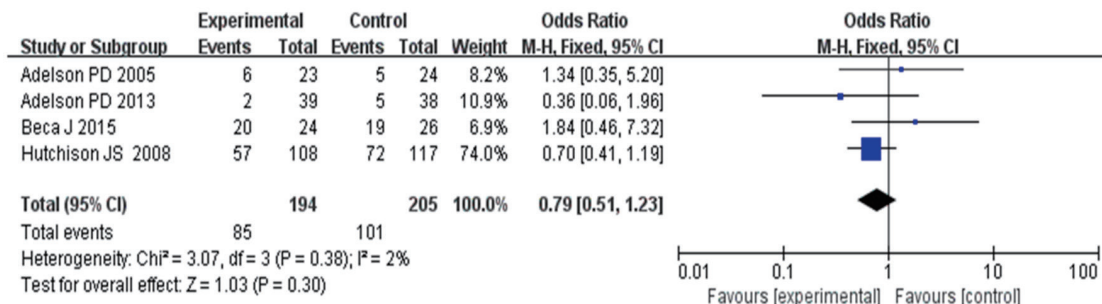 Experimental Control Odds Ratio Odds Ratio
Study or Subgroup Events Total Events Total Weight M-H, Fixed, 95% CI M-H, Fixed, 95% CI
Adelson PD 2005 6 23 5 24 8.2% 1.34 [0.35, 5.20]
Adelson PD 2013 2 39 5 38 10.9% 0.36 [0.06, 1.96]
Beca J 2015 20 24 19 26 6.9% 1.84 [0.46, 7.32]
Hutchison JS 2008 57 108 72 117 74.0% 0.70 [0.41, 1.19]
Total (95% CI) 194 205 100.0% 0.79 [0.51, 1.23]
Total events 85 101
Heterogeneity: Chi² = 3.07, df = 3 (P = 0.38); I² = 2%
Test for overall effect: Z = 1.03 (P = 0.30)
0.01 0.1 1 10 100
Favours [experimental] Favours [control]